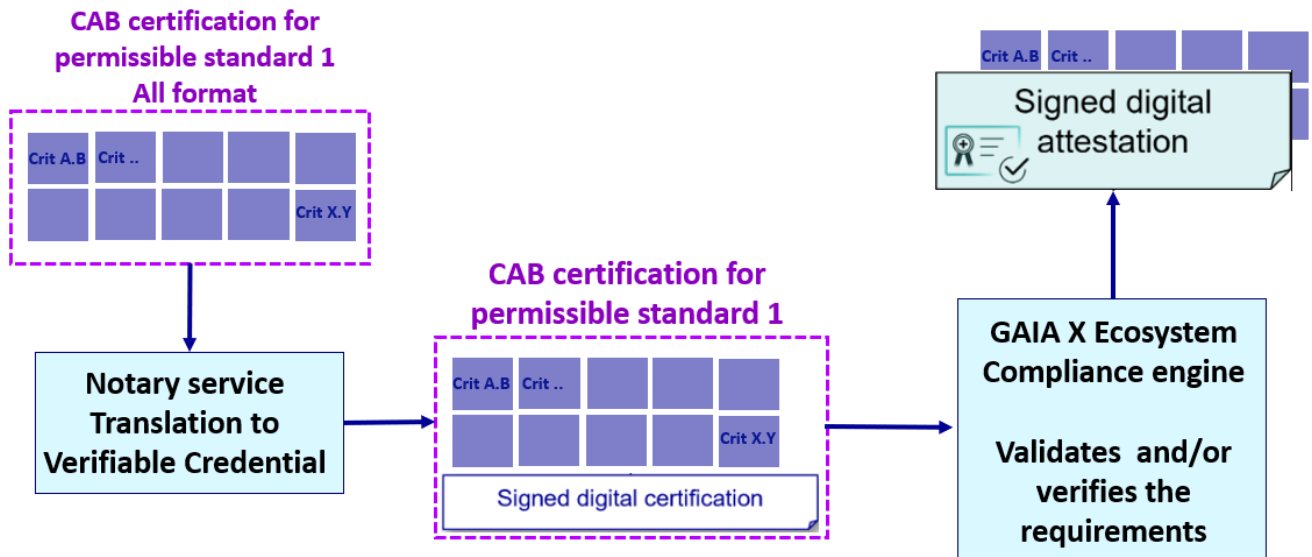 CAB certification for
permissible standard 1
All format
Crit A.B
Crit ..
Crit X.Y
Notary service
Translation to
Verifiable Credential
CAB certification for
permissible standard 1
Crit A.B
Crit ..
Crit X.Y
Signed digital certification
GAIA X Ecosystem
Compliance engine
Validates and/or
verifies the
requirements
Crit A.B
Crit ..
Signed digital
attestation